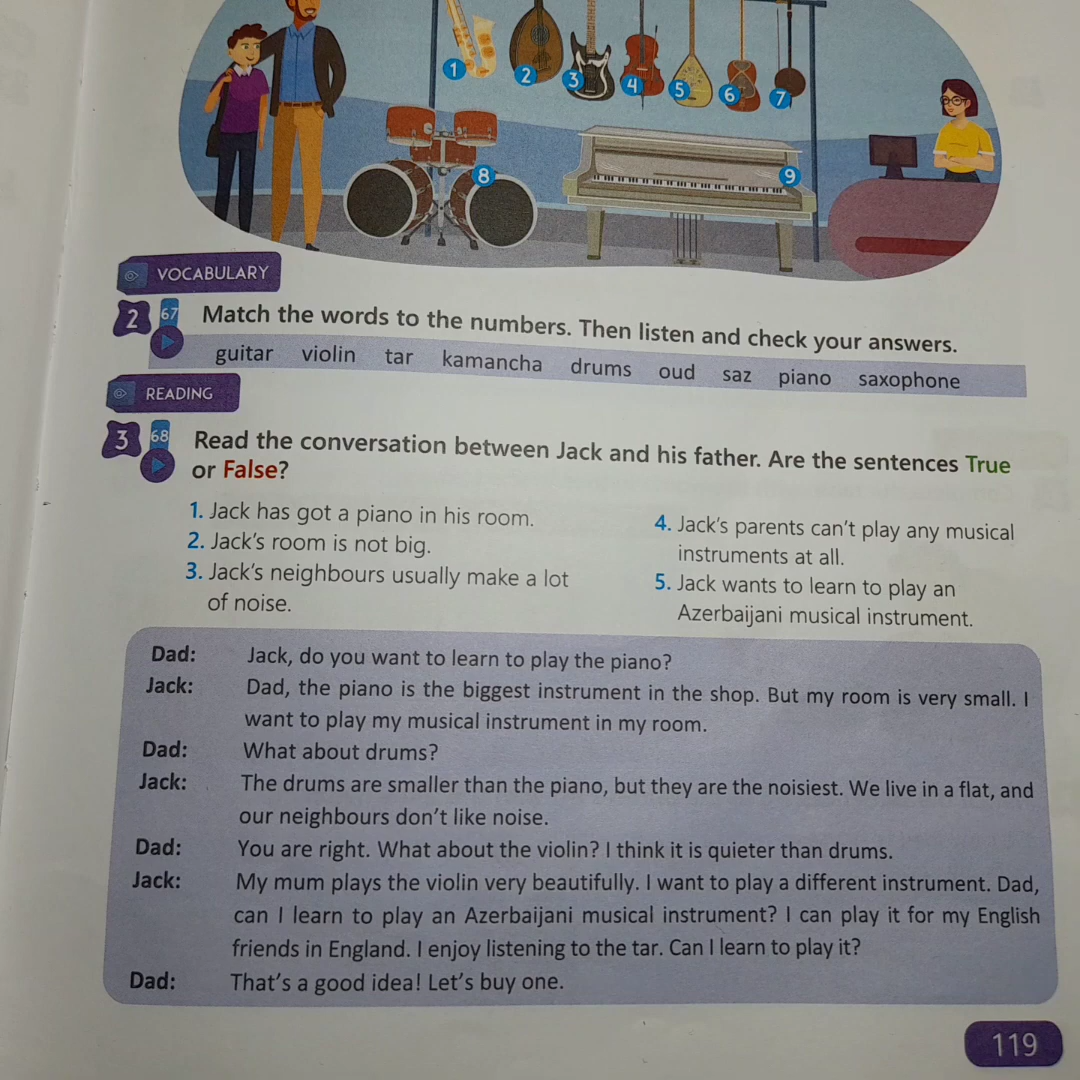 1
2
3
4
5
6
7
8
9
VOCABULARY
2 67 Match the words to the numbers. Then listen and check your answers.
guitar violin tar kamancha drums oud saz piano saxophone
READING
3 68 Read the conversation between Jack and his father. Are the sentences True
or False?
1. Jack has got a piano in his room.
2. Jack's room is not big.
3. Jack's neighbours usually make a lot
of noise.
4. Jack's parents can't play any musical
instruments at all.
5. Jack wants to learn to play an
Azerbaijani musical instrument.
Dad: Jack, do you want to learn to play the piano?
Jack: Dad, the piano is the biggest instrument in the shop. But my room is very small. I
want to play my musical instrument in my room.
Dad: What about drums?
Jack: The drums are smaller than the piano, but they are the noisiest. We live in a flat, and
our neighbours don't like noise.
Dad: You are right. What about the violin? I think it is quieter than drums.
Jack: My mum plays the violin very beautifully. I want to play a different instrument. Dad,
can I learn to play an Azerbaijani musical instrument? I can play it for my English
friends in England. I enjoy listening to the tar. Can I learn to play it?
Dad: That's a good idea! Let's buy one.
119